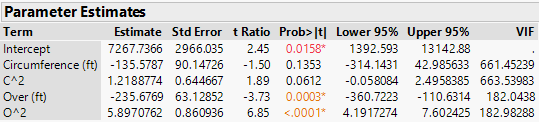 Parameter Estimates
Term Estimate Std Error t Ratio Prob>|t| Lower 95% Upper 95% VIF
Intercept 7267.7366 2966.035 2.45 0.0158* 1392.593 13142.88 .
Circumference (ft) -135.5787 90.14726 -1.50 0.1353 -314.1431 42.985633 661.45239
C^2 1.2188774 0.644667 1.89 0.0612 -0.058084 2.4958385 663.53983
Over (ft) -235.6769 63.12852 -3.73 0.0003* -360.7223 -110.6314 182.0438
O^2 5.8970762 0.860936 6.85 <.0001* 4.1917274 7.602425 182.98288